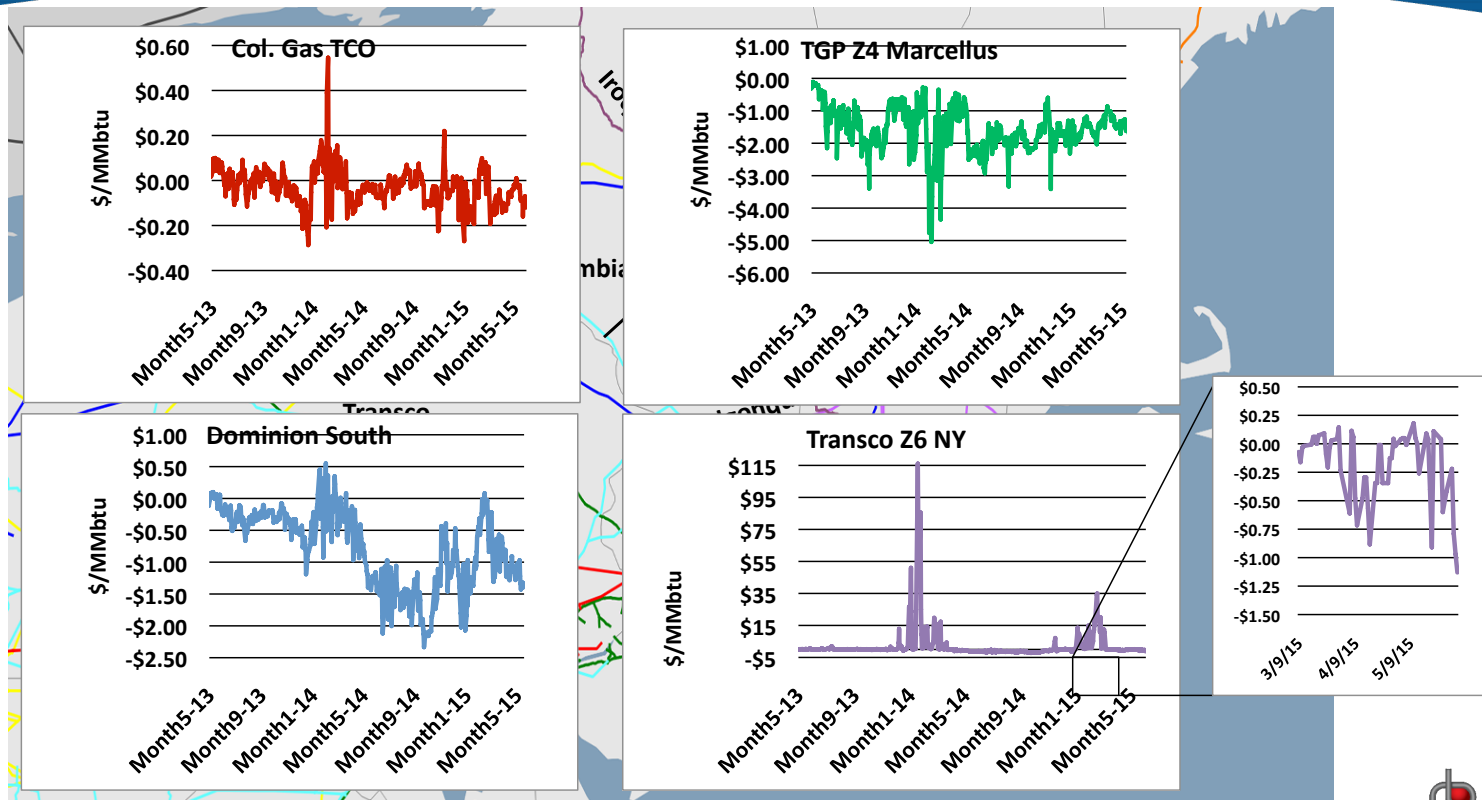 Col. Gas TCO
$0.60
$0.40
$0.20
$0.00
-$0.20
-$0.40
$/MMbtu
Month5-13
Month9-13
Month1-14
Month5-14
Month9-14
Month1-15
Month5-15
TGP Z4 Marcellus
$1.00
$0.00
-$1.00
-$2.00
-$3.00
-$4.00
-$5.00
-$6.00
$/MMbtu
Month5-13
Month9-13
Month1-14
Month5-14
Month9-14
Month1-15
Month5-15
Dominion South
$1.00
$0.50
$0.00
-$0.50
-$1.00
-$1.50
-$2.00
-$2.50
$/MMbtu
Month5-13
Month9-13
Month1-14
Month5-14
Month9-14
Month1-15
Month5-15
Transco Z6 NY
$115
$95
$75
$55
$35
$15
-$5
$/MMbtu
Month5-13
Month9-13
Month1-14
Month5-14
Month9-14
Month1-15
Month5-15
$0.50
$0.25
$0.00
-$0.25
-$0.50
-$0.75
-$1.00
-$1.25
-$1.50
3/9/15
4/9/15
5/9/15
Transco